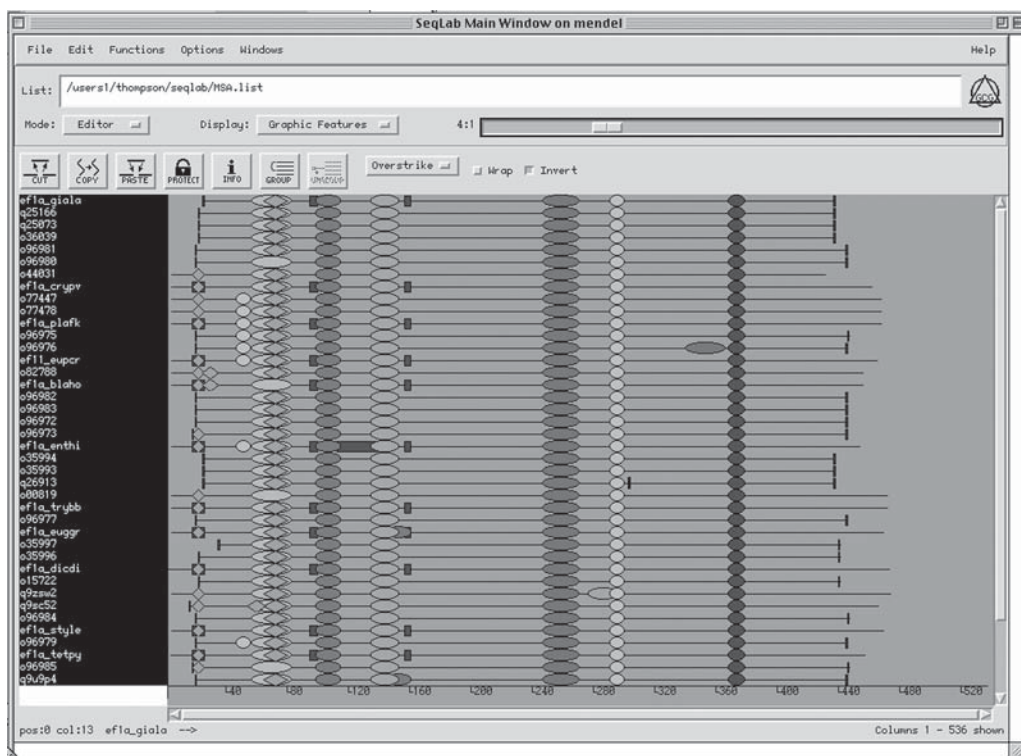 SeqLab Main Window on mendel
File Edit Functions Options Windows Help
List: /users1/thompson/seqlab/MSA.list
GCG
Mode: Editor Display: Graphic Features 4:1
CUT COPY PASTE PROTECT INFO GROUP UNGROUP Overstrike Wrap Invert
ef1a_giala
q25166
q25073
o36039
o96981
o96980
o44031
ef1a_crypv
o77447
o77478
ef1a_plafk
o96975
o96976
ef11_eupcr
o82788
ef1a_blaho
o96982
o96983
o96972
o96973
ef1a_enthi
o35994
o35993
q26913
o00819
ef1a_trybb
o96977
ef1a_euggr
o35997
o35996
ef1a_dicdi
o15722
q9zsw2
q9sc52
o96984
ef1a_style
o96979
ef1a_tetpy
o96985
q9u9p4
40 80 120 160 200 240 280 320 360 400 440 480 520
pos:0 col:13 ef1a_giala --> Columns 1 - 536 shown